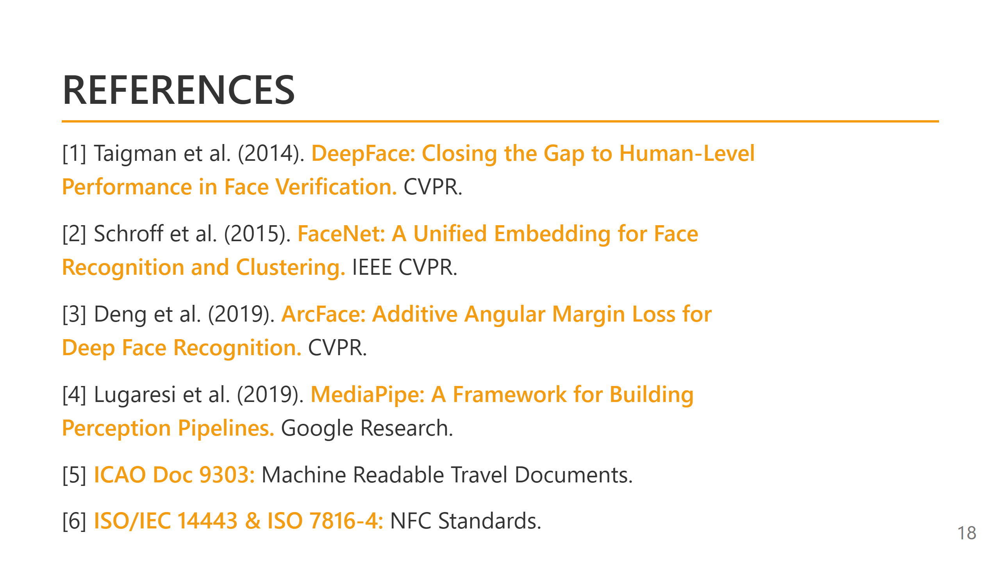 REFERENCES
[1] Taigman et al. (2014). DeepFace: Closing the Gap to Human-Level
Performance in Face Verification. CVPR.
[2] Schroff et al. (2015). FaceNet: A Unified Embedding for Face
Recognition and Clustering. IEEE CVPR.
[3] Deng et al. (2019). ArcFace: Additive Angular Margin Loss for
Deep Face Recognition. CVPR.
[4] Lugaresi et al. (2019). MediaPipe: A Framework for Building
Perception Pipelines. Google Research.
[5] ICAO Doc 9303: Machine Readable Travel Documents.
[6] ISO/IEC 14443 & ISO 7816-4: NFC Standards.
18